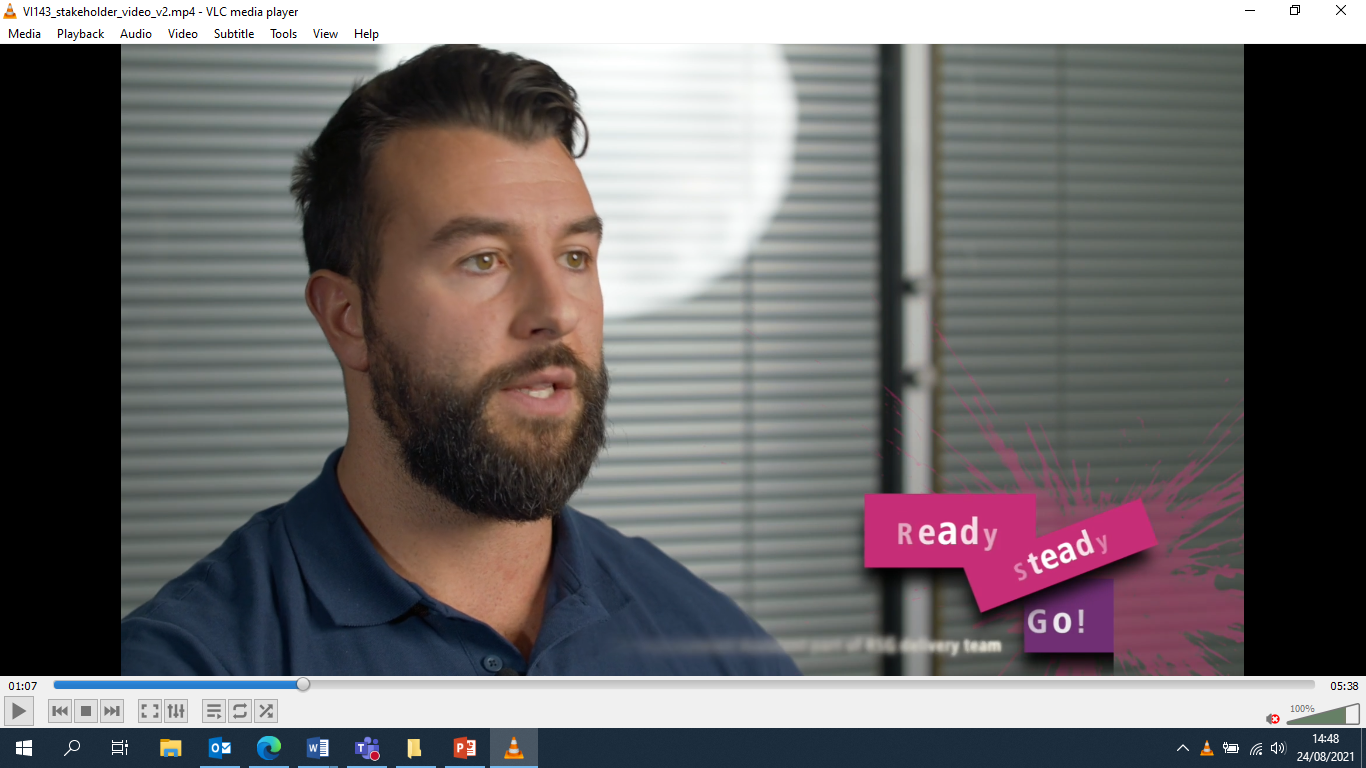 VI143_stakeholder_video_v2.mp4 - VLC media player
Media Playback Audio Video Subtitle Tools View Help
Ready
Steady
Go!
part of RSG delivery team
01:07 05:38
100%
14:48
24/08/2021